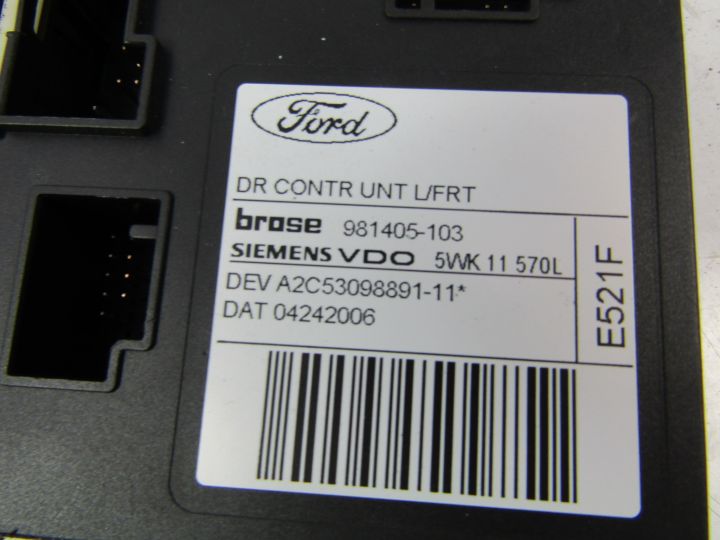 Ford
DR CONTR UNT L/FRT
brose 981405-103
SIEMENS VDO 5WK 11 570L
DEV A2C53098891-11*
DAT 04242006
E521F